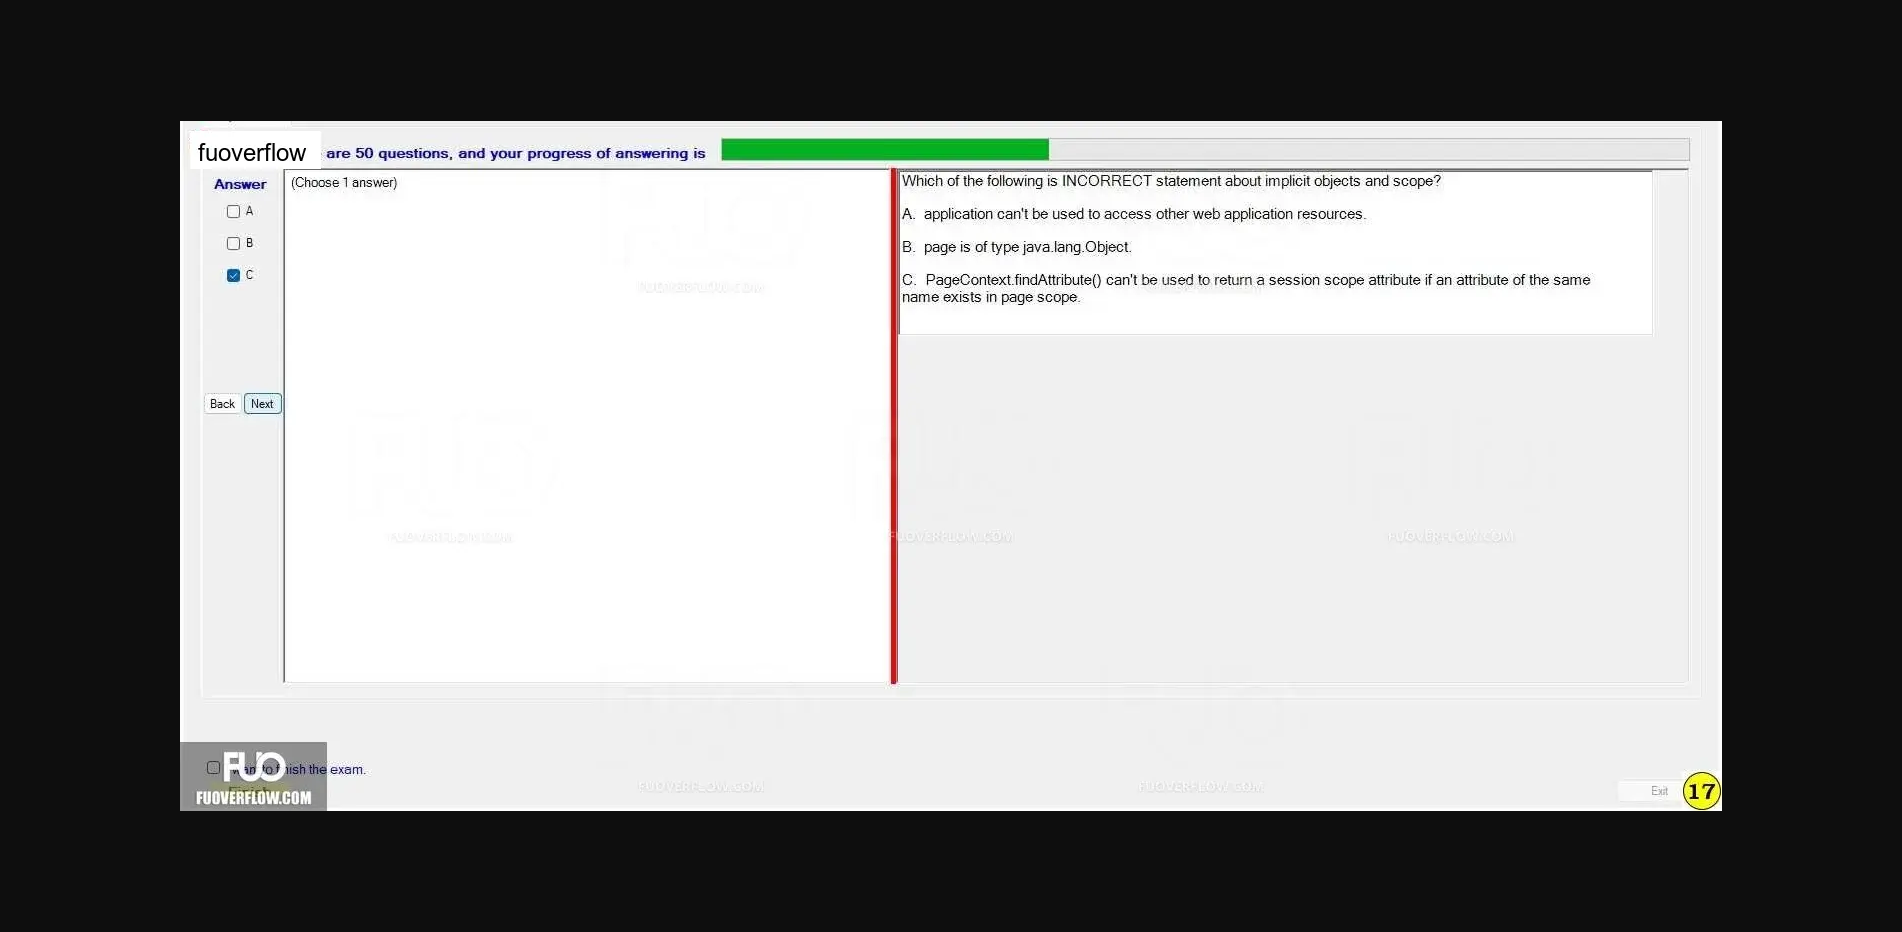 fuoverflow are 50 questions, and your progress of answering is
Answer
A
B
C
Back Next
(Choose 1 answer)
Which of the following is INCORRECT statement about implicit objects and scope?
A. application can't be used to access other web application resources.
B. page is of type java.lang.Object.
C. PageContext.findAttribute() can't be used to return a session scope attribute if an attribute of the same
name exists in page scope.
FUOVERFLOW.COM
FUOVERFLOW.COM
FUOVERFLOW.COM
FUOVERFLOW.COM
FUOVERFLOW.COM
FUOVERFLOW.COM
want to finish the exam.
FUO
FUOVERFLOW.COM
Exit
17